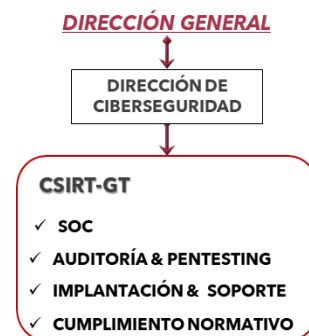 DIRECCIÓN GENERAL
DIRECCIÓN DE
CIBERSEGURIDAD
CSIRT-GT
✓ SOC
✓ AUDITORÍA & PENTESTING
✓ IMPLANTACIÓN & SOPORTE
✓ CUMPLIMIENTO NORMATIVO